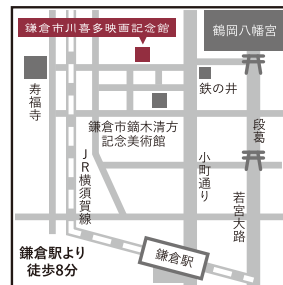 鎌倉市川喜多映画記念館
鶴岡八幡宮
寿福寺
鉄の井
鎌倉市鏑木清方
記念美術館
段葛
JR横須賀線
小町通り
若宮大路
鎌倉駅
鎌倉駅より
徒歩8分